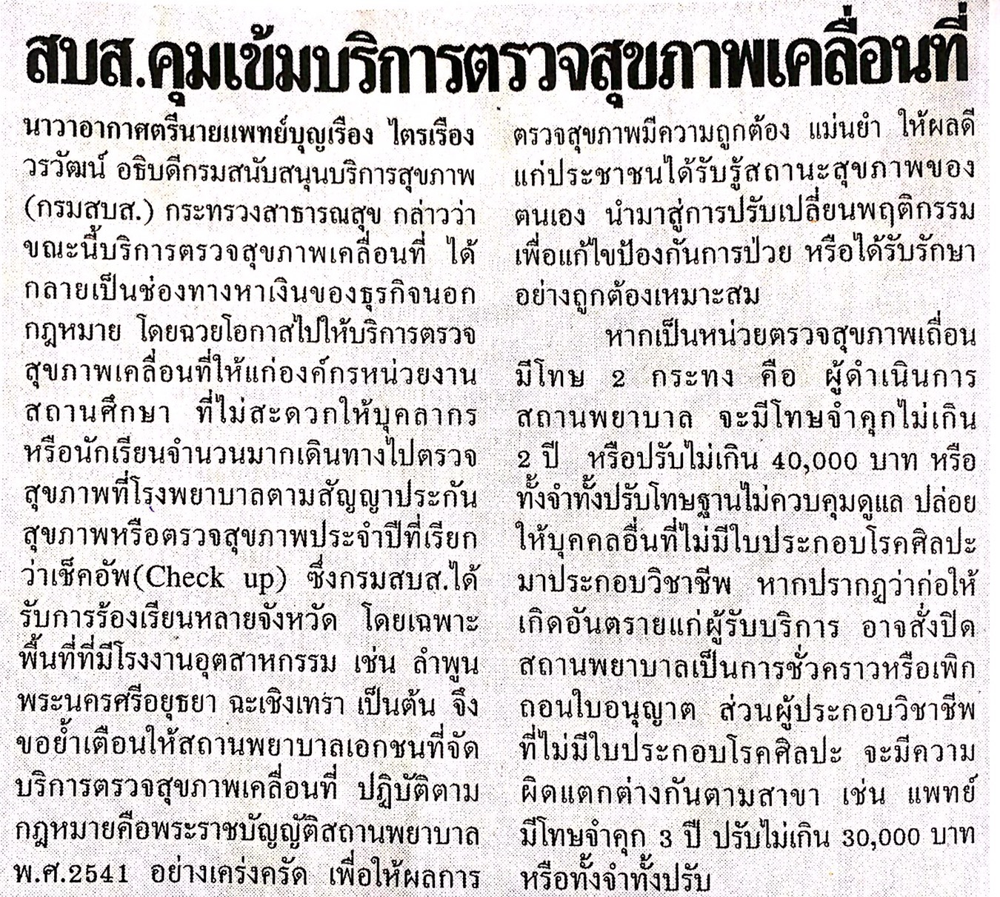 สบส.คุมเข้มบริการตรวจสุขภาพเคลื่อนที่
นาวาอากาศตรีนายแพทย์บุญเรือง ไตรเรือง
วรวัฒน์ อธิบดีกรมสนับสนุนบริการสุขภาพ
(กรมสบส.) กระทรวงสาธารณสุข กล่าวว่า
ขณะนี้บริการตรวจสุขภาพเคลื่อนที่ ได้
กลายเป็นช่องทางหาเงินของธุรกิจนอก
กฎหมาย โดยฉวยโอกาสไปให้บริการตรวจ
สุขภาพเคลื่อนที่ให้แก่องค์กรหน่วยงาน
สถานศึกษา ที่ไม่สะดวกให้บุคลากร
หรือนักเรียนจำนวนมากเดินทางไปตรวจ
สุขภาพที่โรงพยาบาลตามสัญญาประกัน
สุขภาพหรือตรวจสุขภาพประจำปีที่เรียก
ว่าเช็คอัพ(Check up) ซึ่งกรมสบส.ได้
รับการร้องเรียนหลายจังหวัด โดยเฉพาะ
พื้นที่ที่มีโรงงานอุตสาหกรรม เช่น ลำพูน
พระนครศรีอยุธยา ฉะเชิงเทรา เป็นต้น จึง
ขอย้ำเตือนให้สถานพยาบาลเอกชนที่จัด
บริการตรวจสุขภาพเคลื่อนที่ ปฏิบัติตาม
กฎหมายคือพระราชบัญญัติสถานพยาบาล
พ.ศ.2541 อย่างเคร่งครัด เพื่อให้ผลการ
ตรวจสุขภาพมีความถูกต้อง แม่นยำ ให้ผลดี
แก่ประชาชนได้รับรู้สถานะสุขภาพของ
ตนเอง นำมาสู่การปรับเปลี่ยนพฤติกรรม
เพื่อแก้ไขป้องกันการป่วย หรือได้รับรักษา
อย่างถูกต้องเหมาะสม
หากเป็นหน่วยตรวจสุขภาพเถื่อน
มีโทษ 2 กระทง คือ ผู้ดำเนินการ
สถานพยาบาล จะมีโทษจำคุกไม่เกิน
2 ปี หรือปรับไม่เกิน 40,000 บาท หรือ
ทั้งจำทั้งปรับโทษฐานไม่ควบคุมดูแล ปล่อย
ให้บุคคลอื่นที่ไม่มีใบประกอบโรคศิลปะ
มาประกอบวิชาชีพ หากปรากฏว่าก่อให้
เกิดอันตรายแก่ผู้รับบริการ อาจสั่งปิด
สถานพยาบาลเป็นการชั่วคราวหรือเพิก
ถอนใบอนุญาต ส่วนผู้ประกอบวิชาชีพ
ที่ไม่มีใบประกอบโรคศิลปะ จะมีความ
ผิดแตกต่างกันตามสาขา เช่น แพทย์
มีโทษจำคุก 3 ปี ปรับไม่เกิน 30,000 บาท
หรือทั้งจำทั้งปรับ